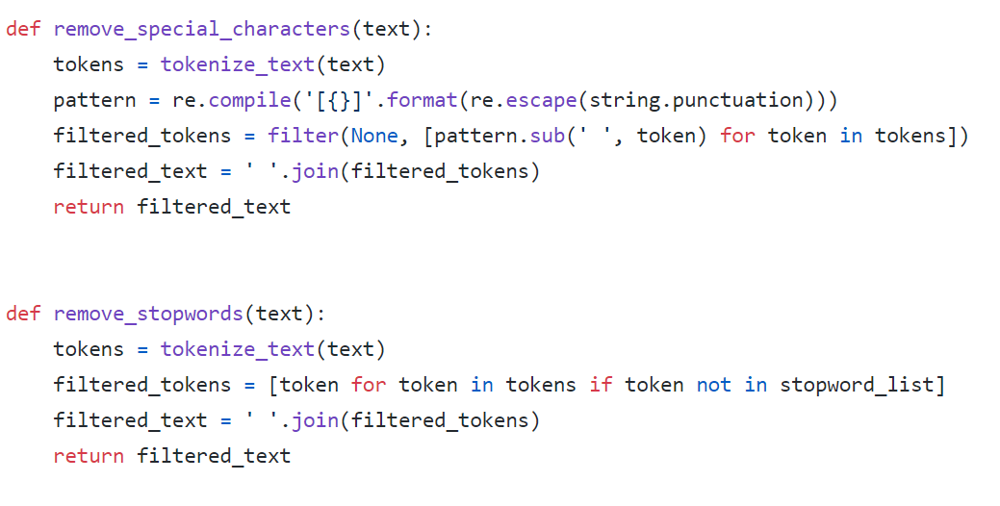 def remove_special_characters(text):
    tokens = tokenize_text(text)
    pattern = re.compile('[{}]'.format(re.escape(string.punctuation)))
    filtered_tokens = filter(None, [pattern.sub(' ', token) for token in tokens])
    filtered_text = ' '.join(filtered_tokens)
    return filtered_text
def remove_stopwords(text):
    tokens = tokenize_text(text)
    filtered_tokens = [token for token in tokens if token not in stopword_list]
    filtered_text = ' '.join(filtered_tokens)
    return filtered_text